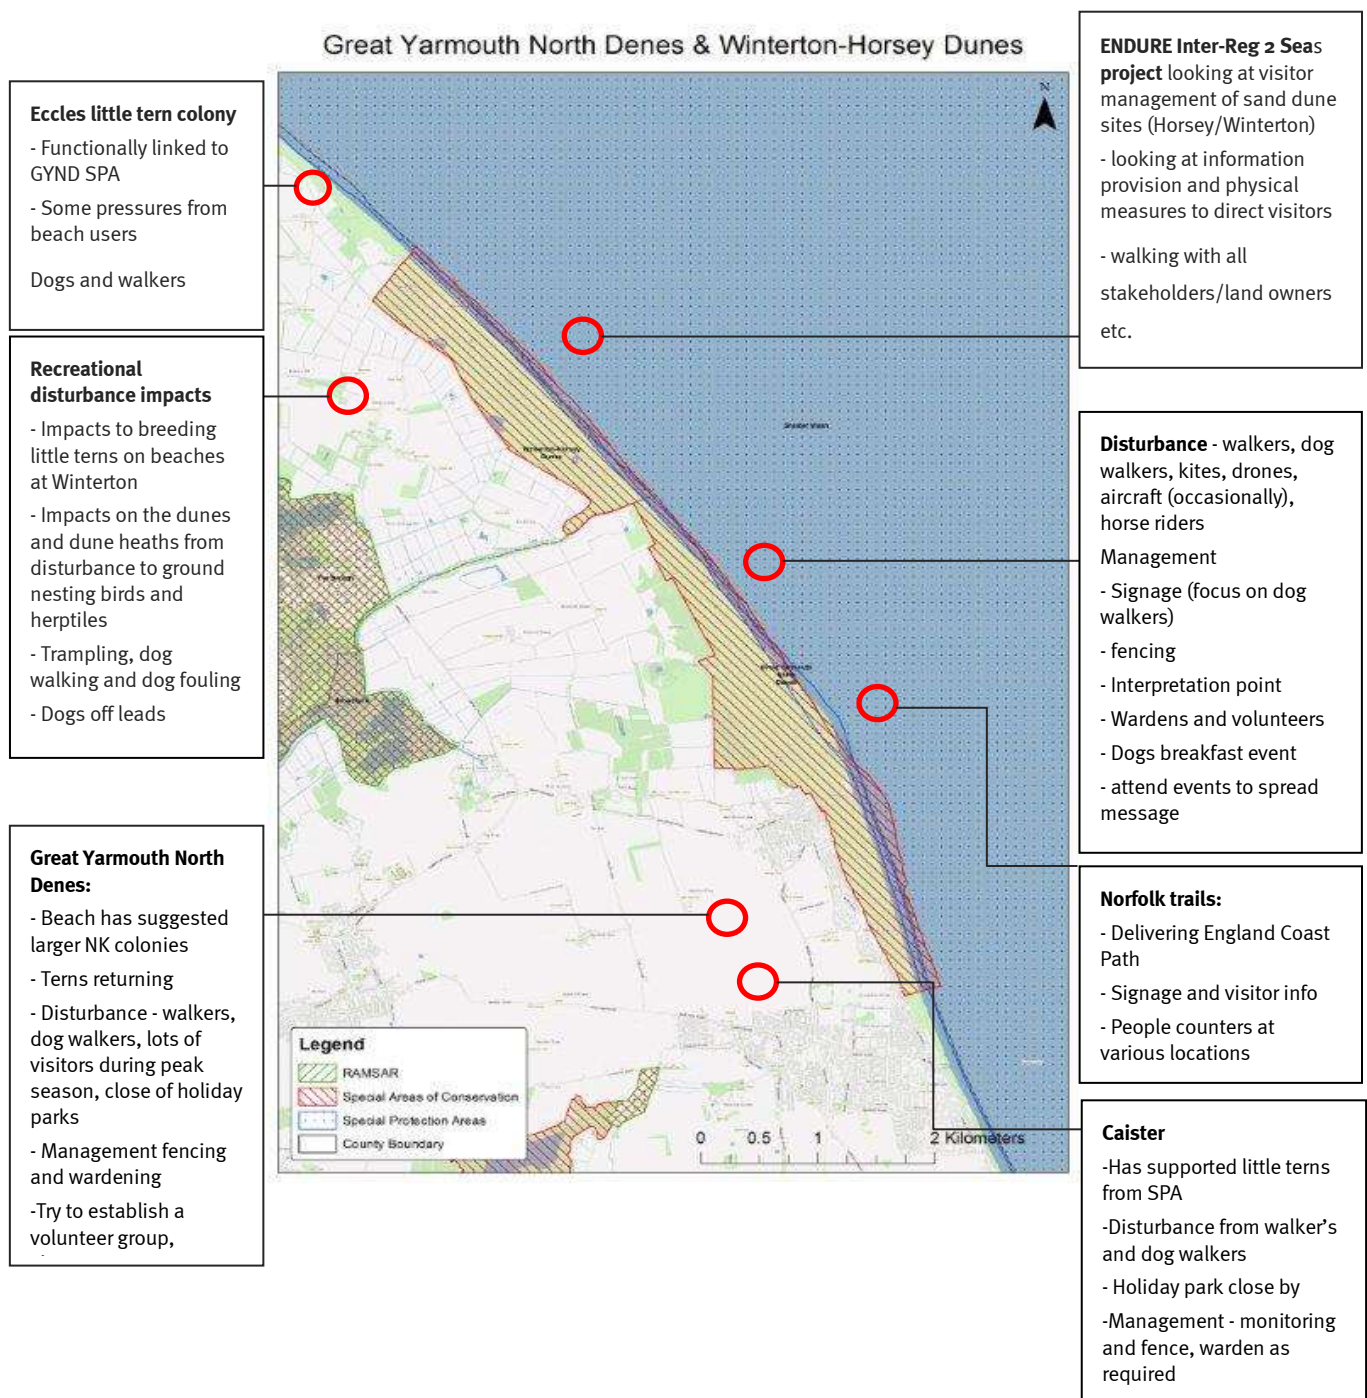 Great Yarmouth North Denes & Winterton-Horsey Dunes
Eccles little tern colony
- Functionally linked to
GYND SPA
- Some pressures from
beach users
Dogs and walkers
Recreational
disturbance impacts
- Impacts to breeding
little terns on beaches
at Winterton
- Impacts on the dunes
and dune heaths from
disturbance to ground
nesting birds and
herptiles
- Trampling, dog
walking and dog fouling
- Dogs off leads
Great Yarmouth North
Denes:
- Beach has suggested
larger NK colonies
- Terns returning
- Disturbance - walkers,
dog walkers, lots of
visitors during peak
season, close of holiday
parks
- Management fencing
and wardening
-Try to establish a
volunteer group,
N
Winterton-Horsey
Dunes
Great Yarmouth
North
Denes
Legend
RAMSAR
Special Areas of Conservation
Special Protection Areas
County Boundary
0 0.5 1 2 Kilometers
ENDURE Inter-Reg 2 Seas
project looking at visitor
management of sand dune
sites (Horsey/Winterton)
- looking at information
provision and physical
measures to direct visitors
- walking with all
stakeholders/land owners
etc.
Disturbance - walkers, dog
walkers, kites, drones,
aircraft (occasionally),
horse riders
Management
- Signage (focus on dog
walkers)
- fencing
- Interpretation point
- Wardens and volunteers
- Dogs breakfast event
- attend events to spread
message
Norfolk trails:
- Delivering England Coast
Path
- Signage and visitor info
- People counters at
various locations
Caister
-Has supported little terns
from SPA
-Disturbance from walker's
and dog walkers
- Holiday park close by
-Management - monitoring
and fence, warden as
required